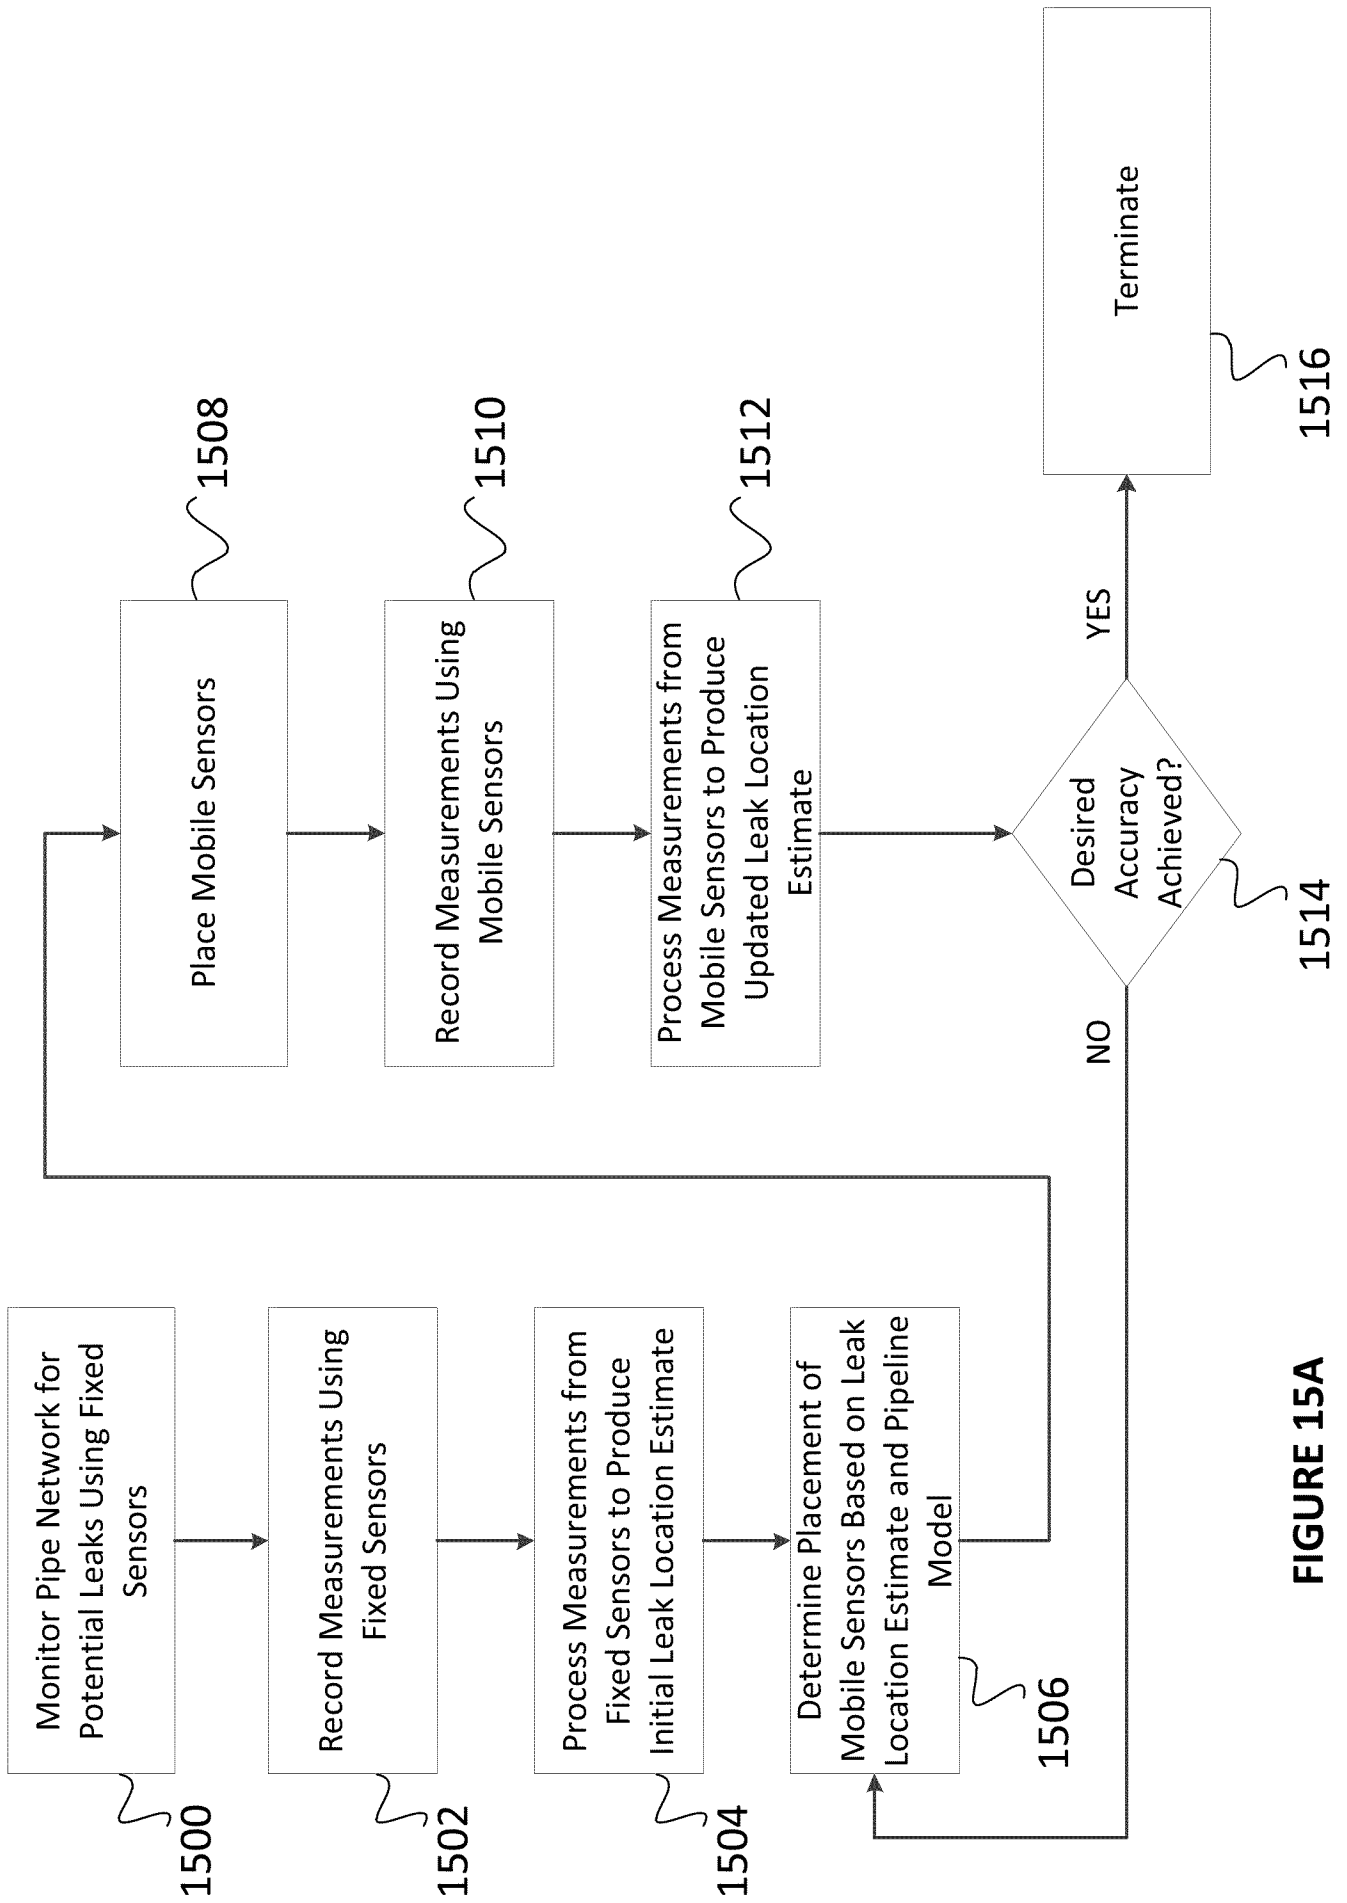 Monitor Pipe Network for
Potential Leaks Using Fixed
Sensors
1500
Record Measurements Using
Fixed Sensors
1502
Process Measurements from
Fixed Sensors to Produce
Initial Leak Location Estimate
1504
Determine Placement of
Mobile Sensors Based on Leak
Location Estimate and Pipeline
Model
1506
Place Mobile Sensors
1508
Record Measurements Using
Mobile Sensors
1510
Process Measurements from
Mobile Sensors to Produce
Updated Leak Location
Estimate
1512
Desired
Accuracy
Achieved?
1514
NO
YES
Terminate
1516
FIGURE 15A